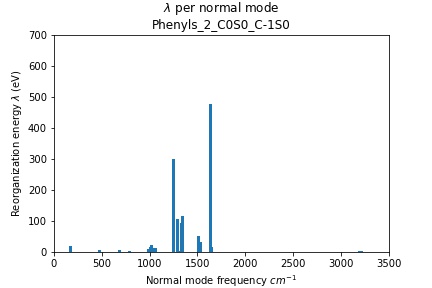 λ per normal mode
Phenyls_2_C0S0_C-1S0
700
600
500
400
300
200
100
0
Reorganization energy λ (eV)
0 500 1000 1500 2000 2500 3000 3500
Normal mode frequency cm⁻¹